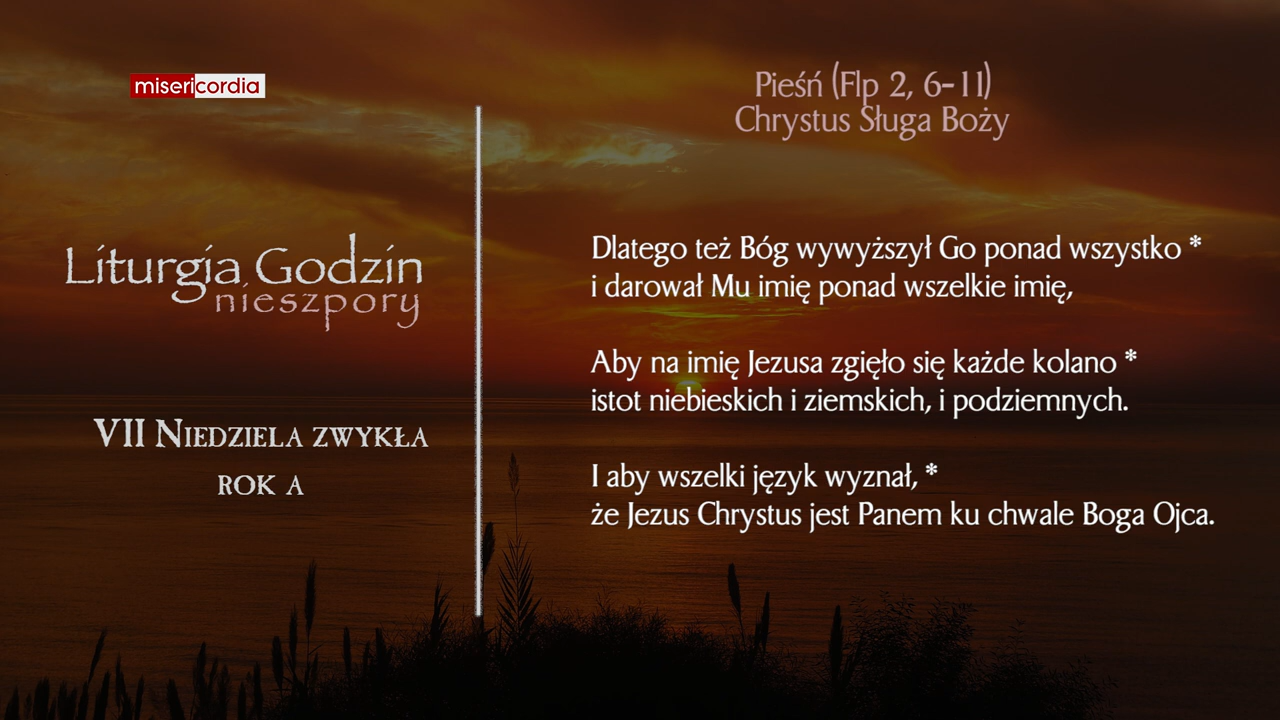 misericordia
Liturgia Godzin
nieszpory
VII Niedziela zwykła
rok A
Pieśń (Flp 2, 6-11)
Chrystus Sługa Boży
Dlatego też Bóg wywyższył Go ponad wszystko *
i darował Mu imię ponad wszelkie imię,
Aby na imię Jezusa zgięło się każde kolano *
istot niebieskich i ziemskich, i podziemnych.
I aby wszelki język wyznał, *
że Jezus Chrystus jest Panem ku chwale Boga Ojca.